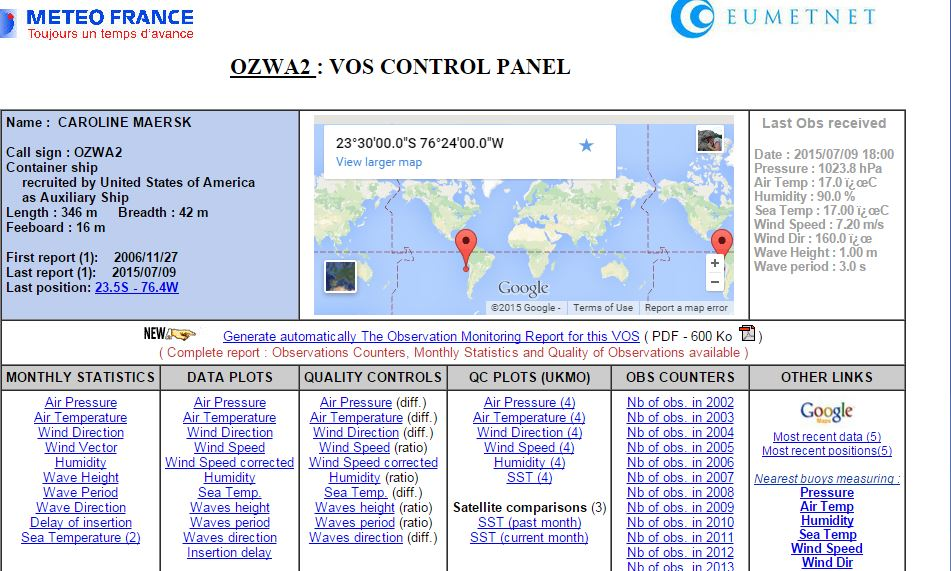 METEO FRANCE
Toujours un temps d'avance
EUMETNET
OZWA2 : VOS CONTROL PANEL
Name : CAROLINE MAERSK
Call sign : OZWA2
Container ship
recruited by United States of America
as Auxiliary Ship
Length : 346 m Breadth : 42 m
Feeboard : 16 m
First report (1): 2006/11/27
Last report (1): 2015/07/09
Last position: 23.5S - 76.4W
23°30'00.0"S 76°24'00.0"W
View larger map
+
−
Google
©2015 Google - Terms of Use Report a map error
Last Obs received
Date : 2015/07/09 18:00
Pressure : 1023.8 hPa
Air Temp : 17.0 ï¿œC
Humidity : 90.0 %
Sea Temp : 17.00 ï¿œC
Wind Speed : 7.20 m/s
Wind Dir : 160.0 ï¿œ
Wave Height : 1.00 m
Wave period : 3.0 s
NEW Generate automatically The Observation Monitoring Report for this VOS ( PDF - 600 Ko )
( Complete report : Observations Counters, Monthly Statistics and Quality of Observations available )
MONTHLY STATISTICS
Air Pressure
Air Temperature
Wind Direction
Wind Vector
Humidity
Wave Height
Wave Period
Wave Direction
Delay of insertion
Sea Temperature (2)
DATA PLOTS
Air Pressure
Air Temperature
Wind Direction
Wind Speed
Wind Speed corrected
Humidity
Sea Temp.
Waves height
Waves period
Waves direction
Insertion delay
QUALITY CONTROLS
Air Pressure (diff.)
Air Temperature (diff.)
Wind Direction (diff.)
Wind Speed (ratio)
Wind Speed corrected
Humidity (ratio)
Sea Temp. (diff.)
Waves height (ratio)
Waves period (ratio)
Waves direction (diff.)
QC PLOTS (UKMO)
Air Pressure (4)
Air Temperature (4)
Wind Direction (4)
Wind Speed (4)
Humidity (4)
SST (4)
Satellite comparisons (3)
SST (past month)
SST (current month)
OBS COUNTERS
Nb of obs. in 2002
Nb of obs. in 2003
Nb of obs. in 2004
Nb of obs. in 2005
Nb of obs. in 2006
Nb of obs. in 2007
Nb of obs. in 2008
Nb of obs. in 2009
Nb of obs. in 2010
Nb of obs. in 2011
Nb of obs. in 2012
Nb of obs. in 2013
OTHER LINKS
Google
Maps
Most recent data (5)
Most recent positions(5)
Nearest buoys measuring :
Pressure
Air Temp
Humidity
Sea Temp
Wind Speed
Wind Dir